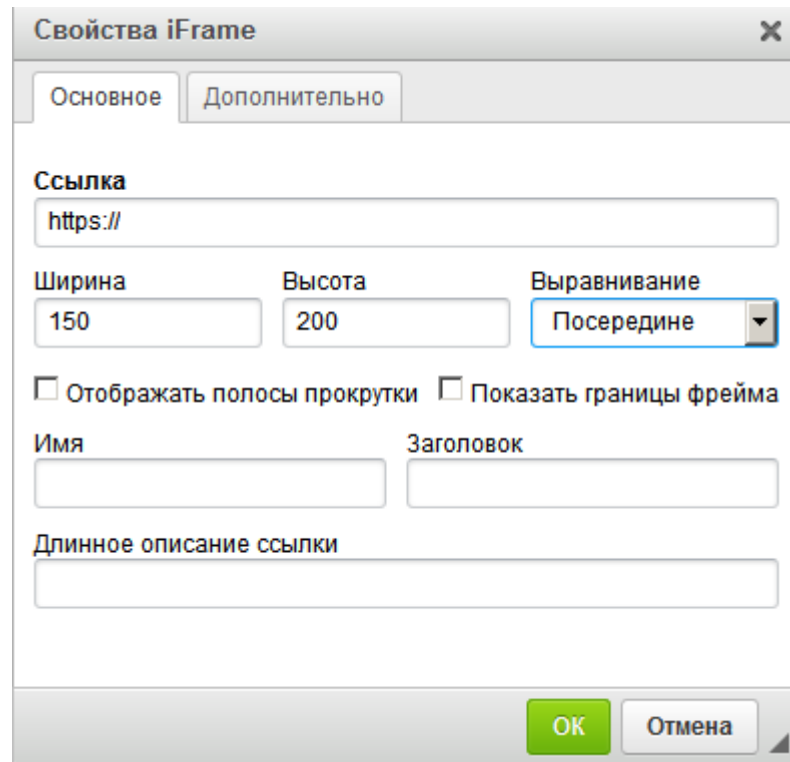 Свойства iFrame
Основное Дополнительно
Ссылка
https://
Ширина Высота Выравнивание
150 200 Посередине
Отображать полосы прокрутки Показать границы фрейма
Имя Заголовок
Длинное описание ссылки
ОК Отмена